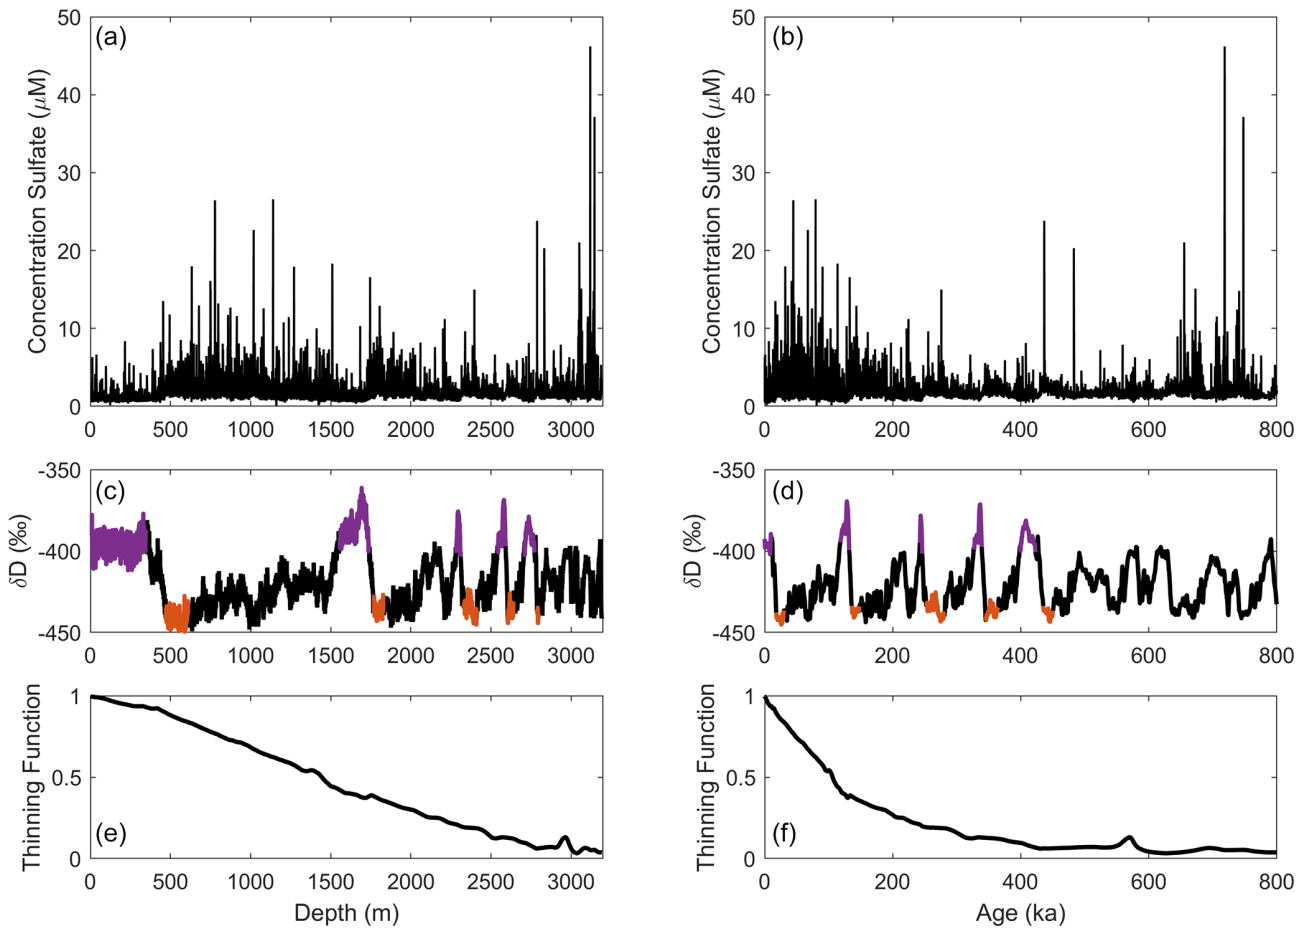 (a)
Concentration Sulfate (μM)
50
40
30
20
10
0
0 500 1000 1500 2000 2500 3000
(b)
Concentration Sulfate (μM)
50
40
30
20
10
0
0 200 400 600 800
(c)
δD (‰)
-350
-400
-450
0 500 1000 1500 2000 2500 3000
(d)
δD (‰)
-350
-400
-450
0 200 400 600 800
(e)
Thinning Function
1
0.5
0
0 500 1000 1500 2000 2500 3000
Depth (m)
(f)
Thinning Function
1
0.5
0
0 200 400 600 800
Age (ka)